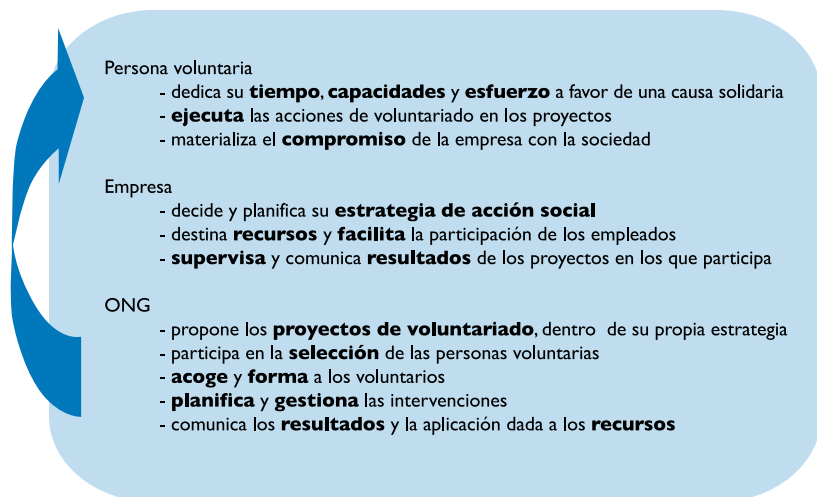 Persona voluntaria
- dedica su tiempo, capacidades y esfuerzo a favor de una causa solidaria
- ejecuta las acciones de voluntariado en los proyectos
- materializa el compromiso de la empresa con la sociedad
Empresa
- decide y planifica su estrategia de acción social
- destina recursos y facilita la participación de los empleados
- supervisa y comunica resultados de los proyectos en los que participa
ONG
- propone los proyectos de voluntariado, dentro de su propia estrategia
- participa en la selección de las personas voluntarias
- acoge y forma a los voluntarios
- planifica y gestiona las intervenciones
- comunica los resultados y la aplicación dada a los recursos